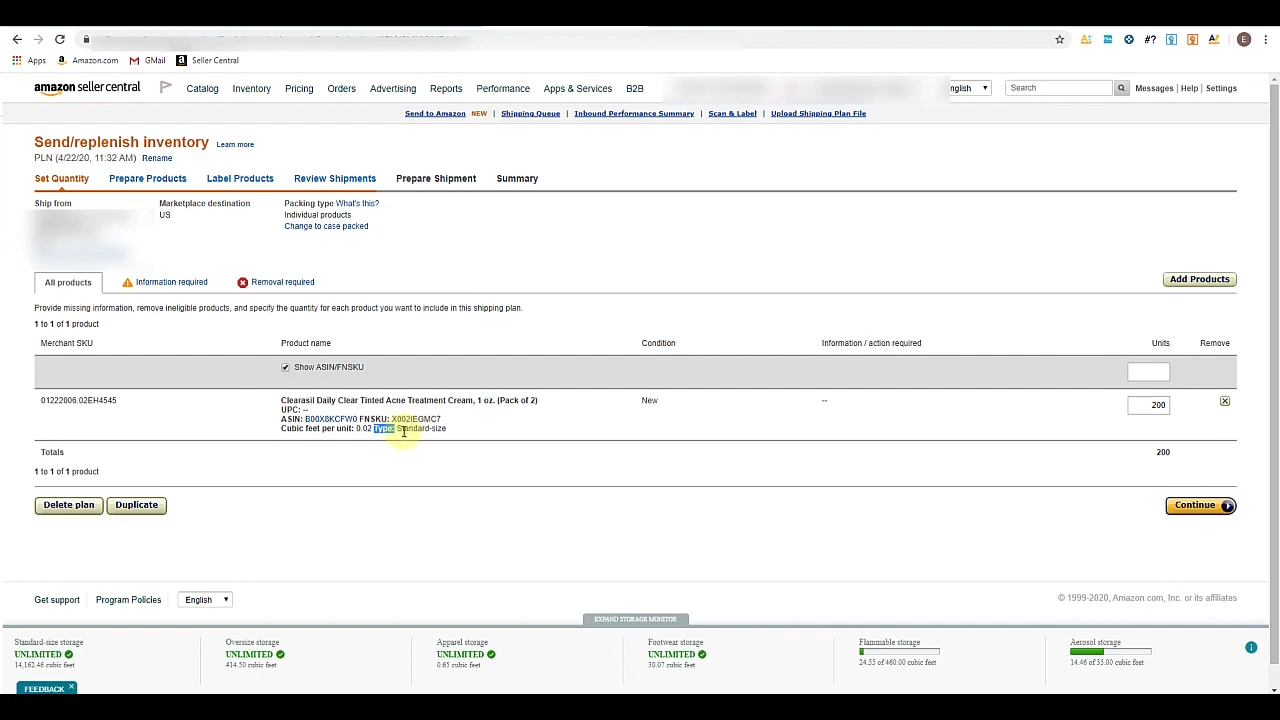 Apps Amazon.com GMail Seller Central
#? E
amazon seller central Catalog Inventory Pricing Orders Advertising Reports Performance Apps & Services B2B nglish Search Messages | Help | Settings
Send to Amazon NEW | Shipping Queue | Inbound Performance Summary | Scan & Label | Upload Shipping Plan File
Send/replenish inventory Learn more
PLN (4/22/20, 11:32 AM) Rename
Set Quantity Prepare Products Label Products Review Shipments Prepare Shipment Summary
Ship from Marketplace destination Packing type What's this?
US Individual products
Change to case packed
All products Information required Removal required Add Products
Provide missing information, remove ineligible products, and specify the quantity for each product you want to include in this shipping plan.
1 to 1 of 1 product
Merchant SKU Product name Condition Information / action required Units Remove
Show ASIN/FNSKU
01222006.02EH4545 Clearasil Daily Clear Tinted Acne Treatment Cream, 1 oz. (Pack of 2) New -- 200
UPC: --
ASIN: B00X8KCFW0 FNSKU: X002IEGMC7
Cubic feet per unit: 0.02 Type: Standard-size
Totals 200
1 to 1 of 1 product
Delete plan Duplicate Continue
Get support Program Policies English © 1999-2020, Amazon.com, Inc. or its affiliates
EXPAND STORAGE MONITOR
Standard-size storage Oversize storage Apparel storage Footwear storage Flammable storage Aerosol storage
UNLIMITED UNLIMITED UNLIMITED UNLIMITED
14,162.46 cubic feet 414.50 cubic feet 0.65 cubic feet 30.07 cubic feet 24.55 of 460.00 cubic feet 14.46 of 35.00 cubic feet
FEEDBACK